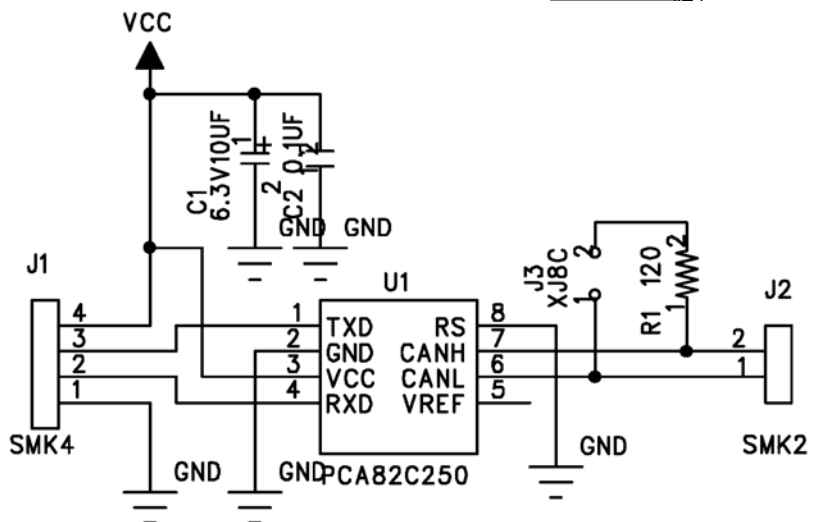 VCC
C1
6.3V10UF
1
+
2
C2
0.1UF
1
2
GND
GND
J1
4
3
2
1
SMK4
GND
GND
U1
1
2
3
4
TXD
GND
VCC
RXD
RS
CANH
CANL
VREF
8
7
6
5
PCA82C250
GND
J3
XJ8C
1
2
R1
120
1
2
J2
2
1
SMK2